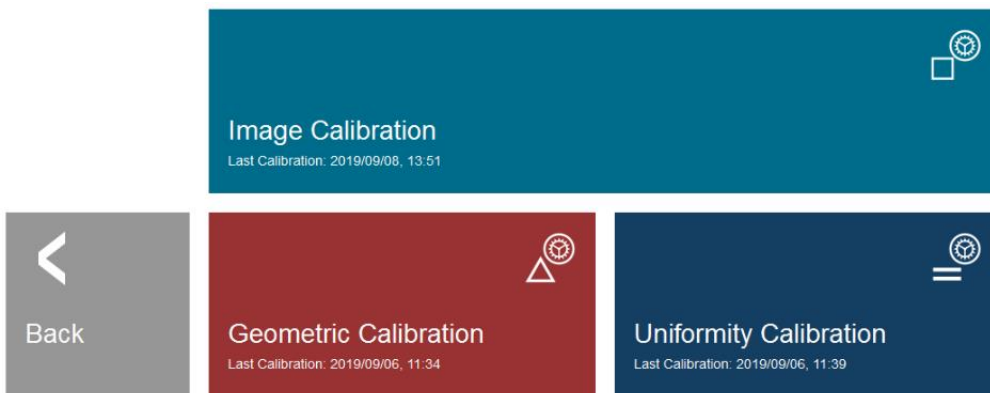 Image Calibration
Last Calibration: 2019/09/08, 13:51
Back
Geometric Calibration
Last Calibration: 2019/09/06, 11:34
Uniformity Calibration
Last Calibration: 2019/09/06, 11:39